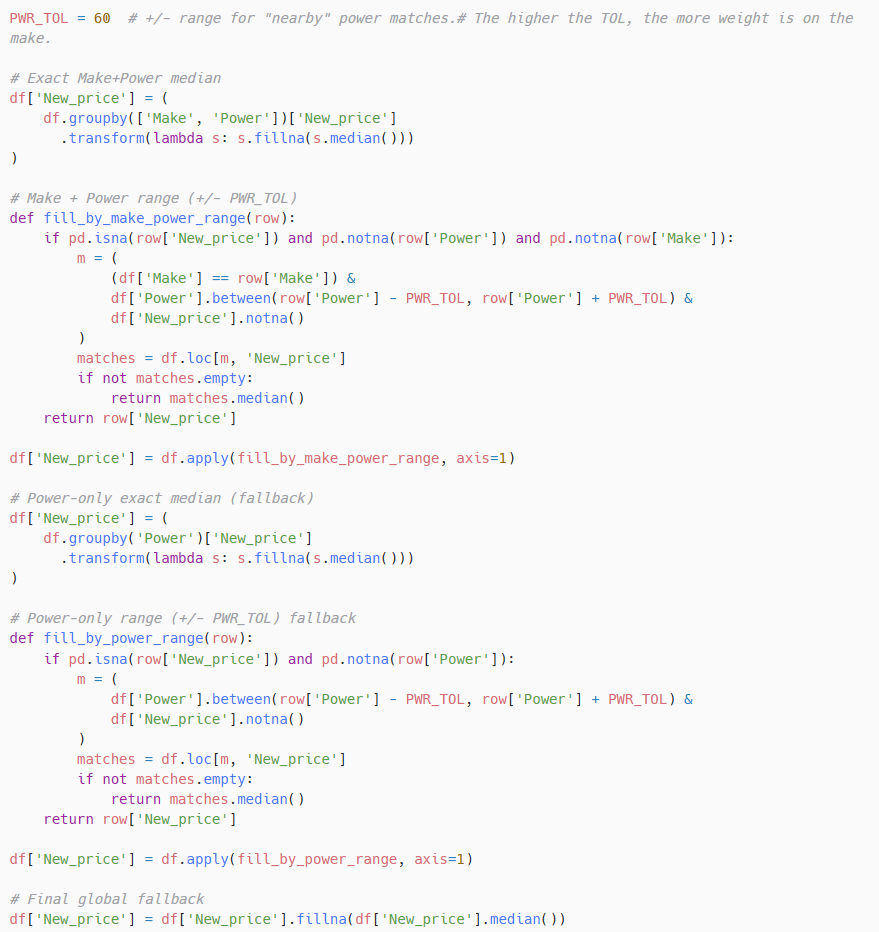 PWR_TOL = 60  # +/- range for "nearby" power matches.# The higher the TOL, the more weight is on the
make.

# Exact Make+Power median
df['New_price'] = (
    df.groupby(['Make', 'Power'])['New_price']
      .transform(lambda s: s.fillna(s.median()))
)

# Make + Power range (+/- PWR_TOL)
def fill_by_make_power_range(row):
    if pd.isna(row['New_price']) and pd.notna(row['Power']) and pd.notna(row['Make']):
        m = (
            (df['Make'] == row['Make']) &
            df['Power'].between(row['Power'] - PWR_TOL, row['Power'] + PWR_TOL) &
            df['New_price'].notna()
        )
        matches = df.loc[m, 'New_price']
        if not matches.empty:
            return matches.median()
    return row['New_price']

df['New_price'] = df.apply(fill_by_make_power_range, axis=1)

# Power-only exact median (fallback)
df['New_price'] = (
    df.groupby('Power')['New_price']
      .transform(lambda s: s.fillna(s.median()))
)

# Power-only range (+/- PWR_TOL) fallback
def fill_by_power_range(row):
    if pd.isna(row['New_price']) and pd.notna(row['Power']):
        m = (
            df['Power'].between(row['Power'] - PWR_TOL, row['Power'] + PWR_TOL) &
            df['New_price'].notna()
        )
        matches = df.loc[m, 'New_price']
        if not matches.empty:
            return matches.median()
    return row['New_price']

df['New_price'] = df.apply(fill_by_power_range, axis=1)

# Final global fallback
df['New_price'] = df['New_price'].fillna(df['New_price'].median())